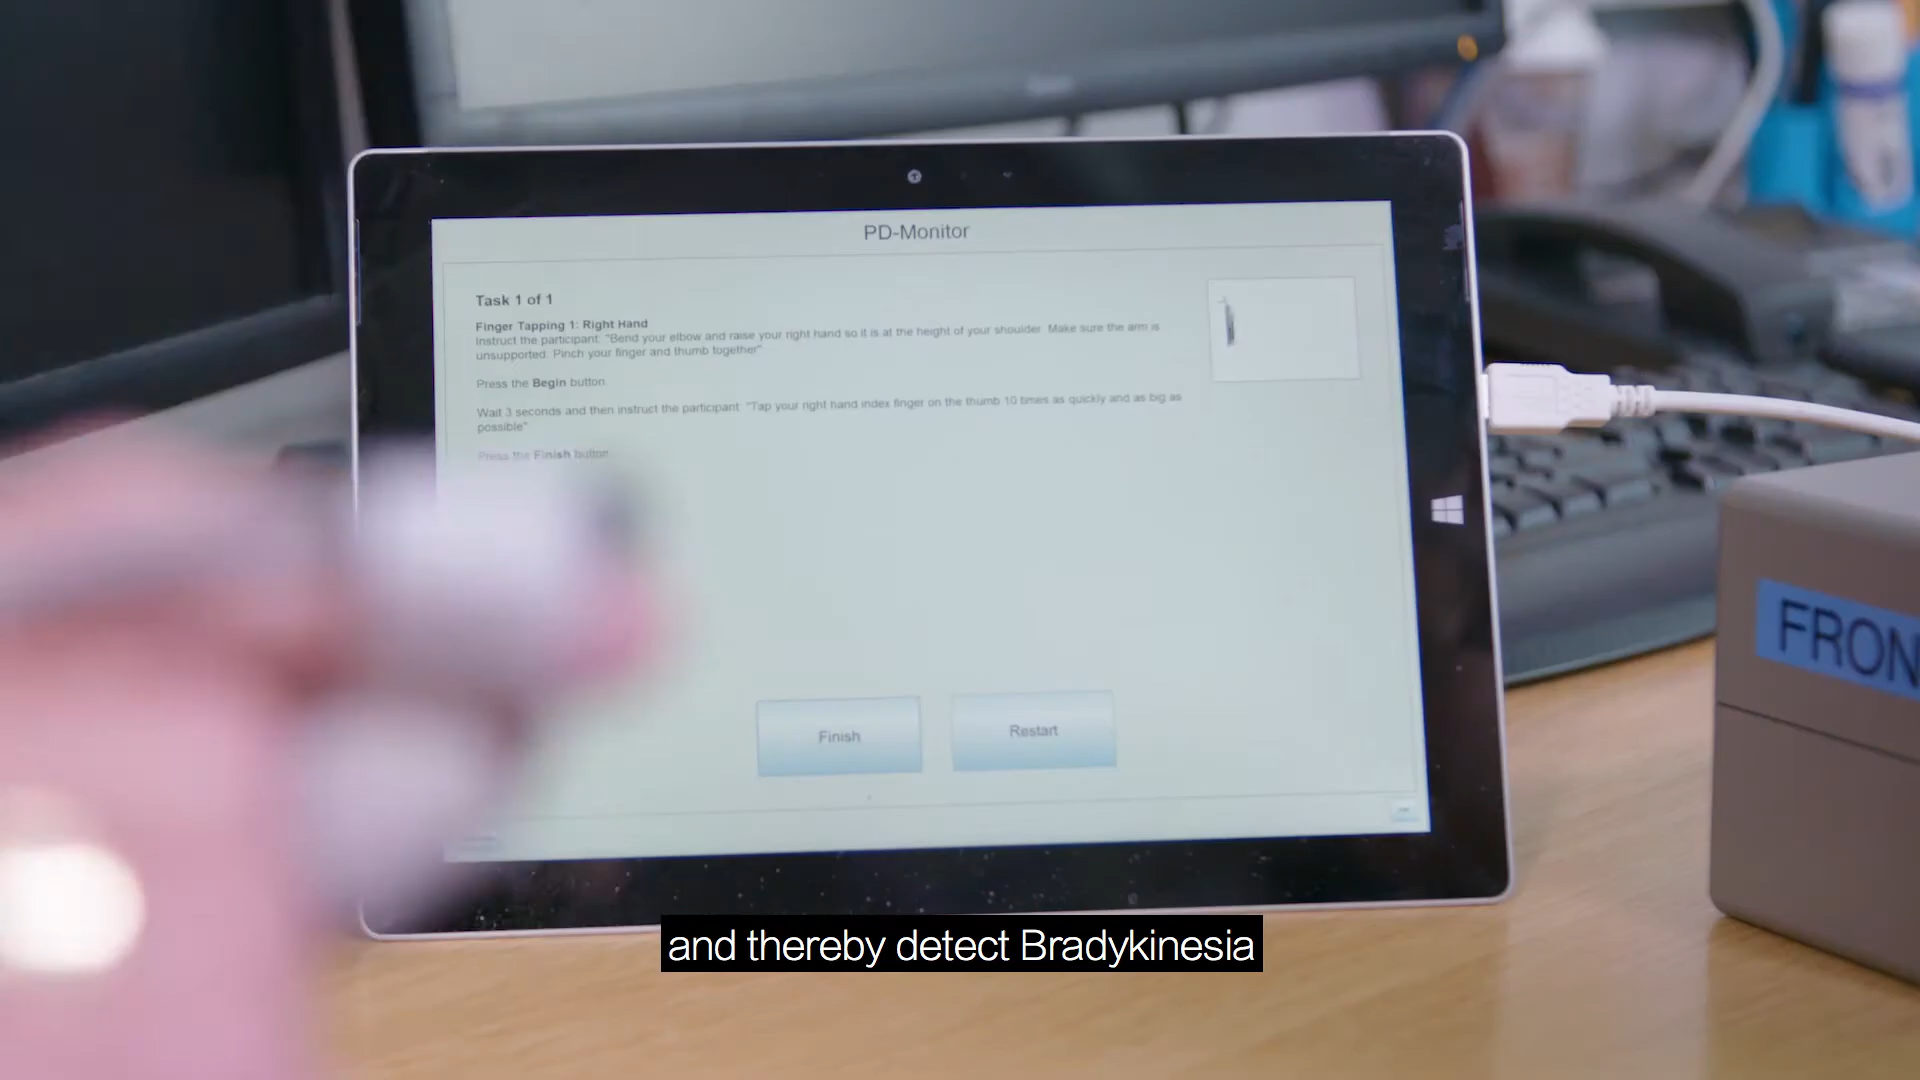 PD-Monitor
Task 1 of 1
Finger Tapping 1: Right Hand
Instruct the participant: "Bend your elbow and raise your right hand so it is at the height of your shoulder. Make sure the arm is
unsupported. Pinch your finger and thumb together"
Press the Begin button.
Wait 3 seconds and then instruct the participant: "Tap your right hand index finger on the thumb 10 times as quickly and as big as
possible"
Press the Finish button.
Finish
Restart
FRON
and thereby detect Bradykinesia